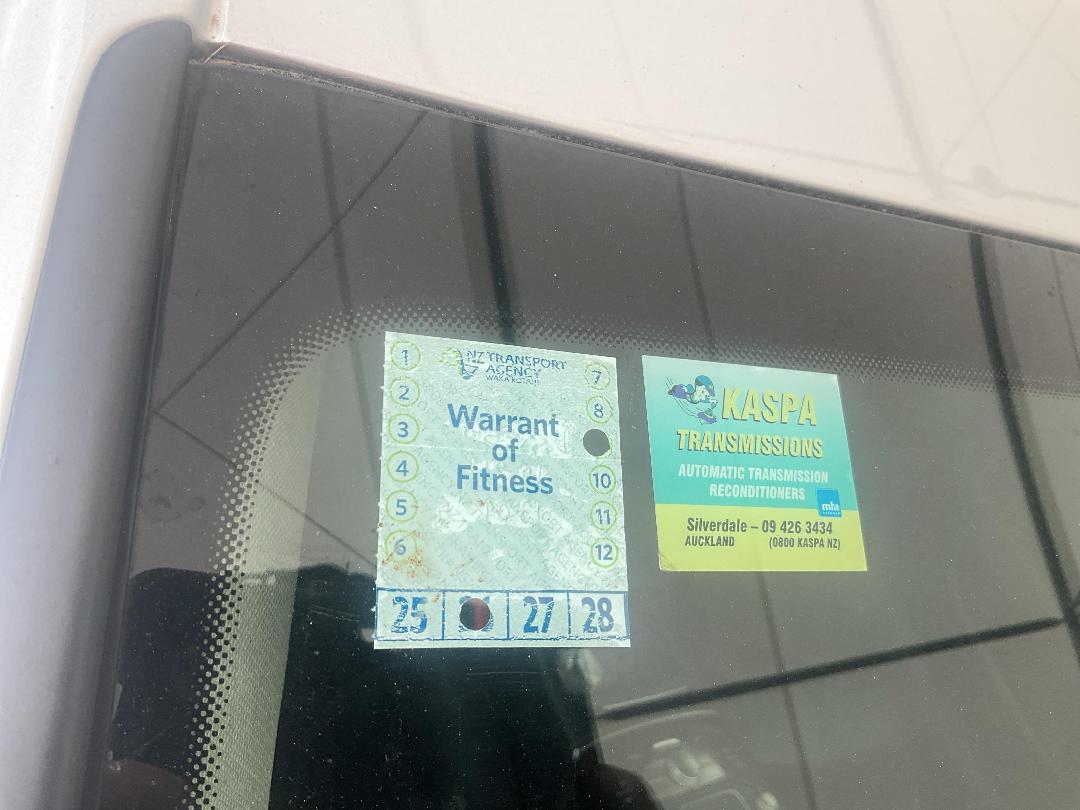 1
NZ TRANSPORT
AGENCY
WAKA KOTAHI
7
2
8
3
Warrant
of
Fitness
4
10
5
11
6
12
25
27
28
KASPA
TRANSMISSIONS
AUTOMATIC TRANSMISSION
RECONDITIONERS
mta
Silverdale – 09 426 3434
AUCKLAND (0800 KASPA NZ)